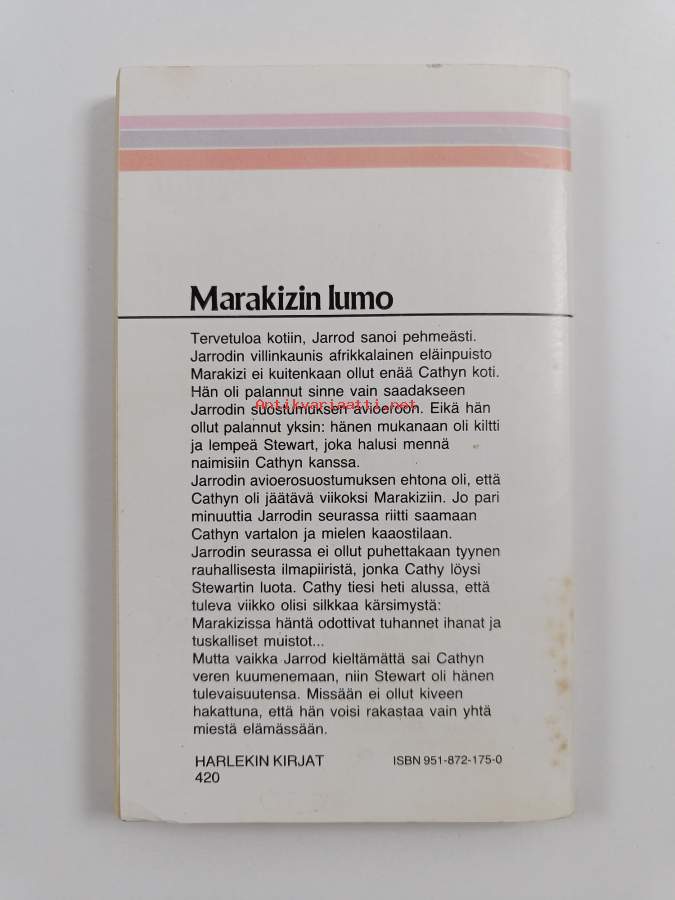 Marakizin lumo
Tervetuloa kotiin, Jarrod sanoi pehmeästi.
Jarrodin villinkaunis afrikkalainen eläinpuisto
Marakizi ei kuitenkaan ollut enää Cathyn koti.
Hän oli palannut sinne vain saadakseen
Antikvariaatti.net
Jarrodin suostumuksen avioeroon. Eikä hän
ollut palannut yksin: hänen mukanaan oli kiltti
ja lempeä Stewart, joka halusi mennä
naimisiin Cathyn kanssa.
Jarrodin avioerosuostumuksen ehtona oli, että
Cathyn oli jäätävä viikoksi Marakiziin. Jo pari
minuuttia Jarrodin seurassa riitti saamaan
Cathyn vartalon ja mielen kaaostilaan.
Jarrodin seurassa ei ollut puhettakaan tyynen
rauhallisesta ilmapiiristä, jonka Cathy löysi
Stewartin luota. Cathy tiesi heti alussa, että
tuleva viikko olisi silkkaa kärsimystä:
Marakizissa häntä odottivat tuhannet ihanat ja
tuskalliset muistot...
Mutta vaikka Jarrod kieltämättä sai Cathyn
veren kuumenemaan, niin Stewart oli hänen
tulevaisuutensa. Missään ei ollut kiveen
hakattuna, että hän voisi rakastaa vain yhtä
miestä elämässään.
HARLEKIN KIRJAT
420
ISBN 951-872-175-0